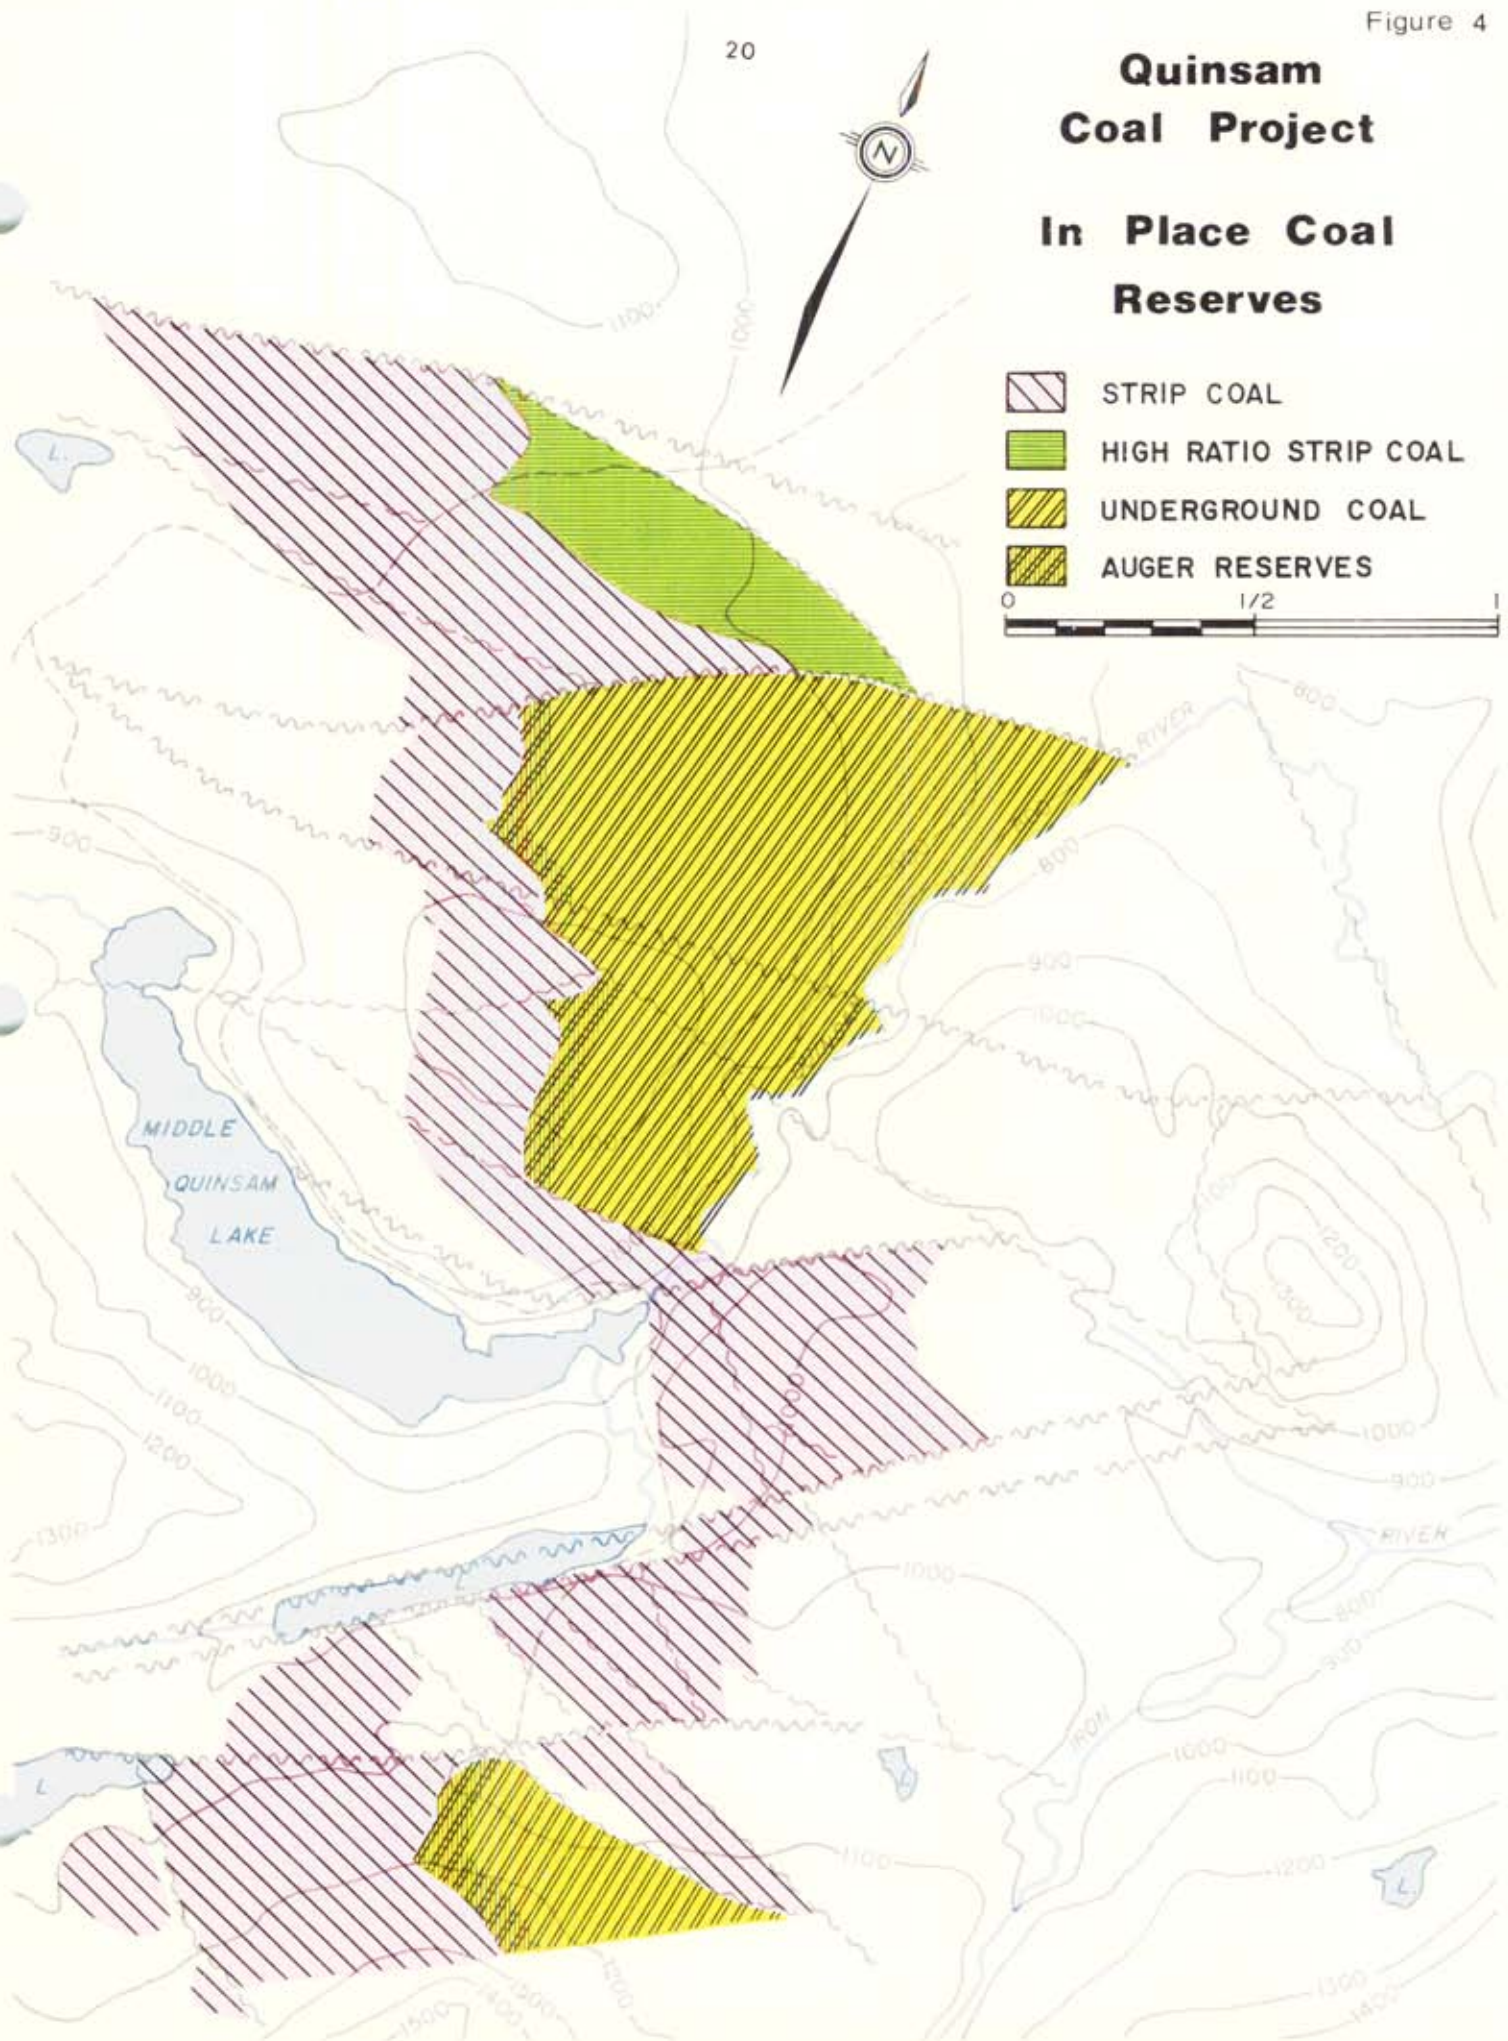 Figure 4
20
Quinsam
Coal Project
In Place Coal
Reserves
N
STRIP COAL
HIGH RATIO STRIP COAL
UNDERGROUND COAL
AUGER RESERVES
0 1/2 1
1100
1000
L.
800
RIVER
900
800
900
1000
MIDDLE
QUINSAM
LAKE
1200
1300
900
1000
1100
1200
1300
1000
1000
900
RIVER
1000
800
900
IRON
1000
1100
L
L
1100
1200
L.
1200
1300
1400
1300
1400
1500